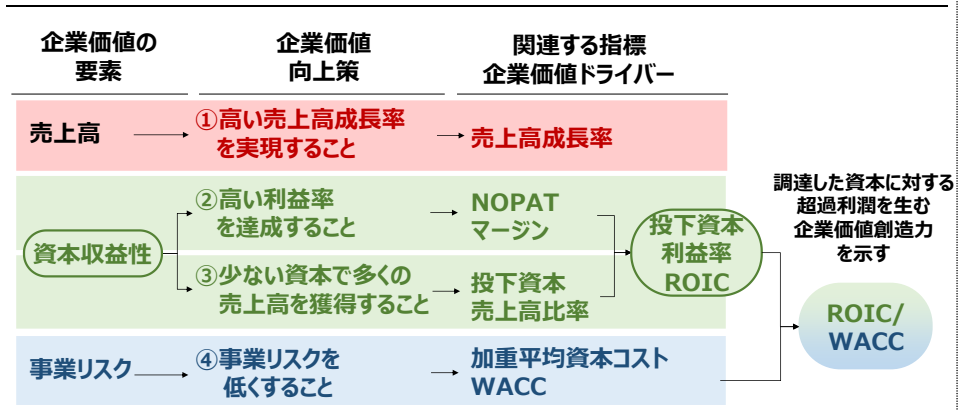 企業価値の
要素
企業価値
向上策
関連する指標
企業価値ドライバー
売上高
①高い売上高成長率
を実現すること
売上高成長率
資本収益性
②高い利益率
を達成すること
NOPAT
マージン
③少ない資本で多くの
売上高を獲得すること
投下資本
売上高比率
投下資本
利益率
ROIC
事業リスク
④事業リスクを
低くすること
加重平均資本コスト
WACC
調達した資本に対する
超過利潤を生む
企業価値創造力
を示す
ROIC/
WACC